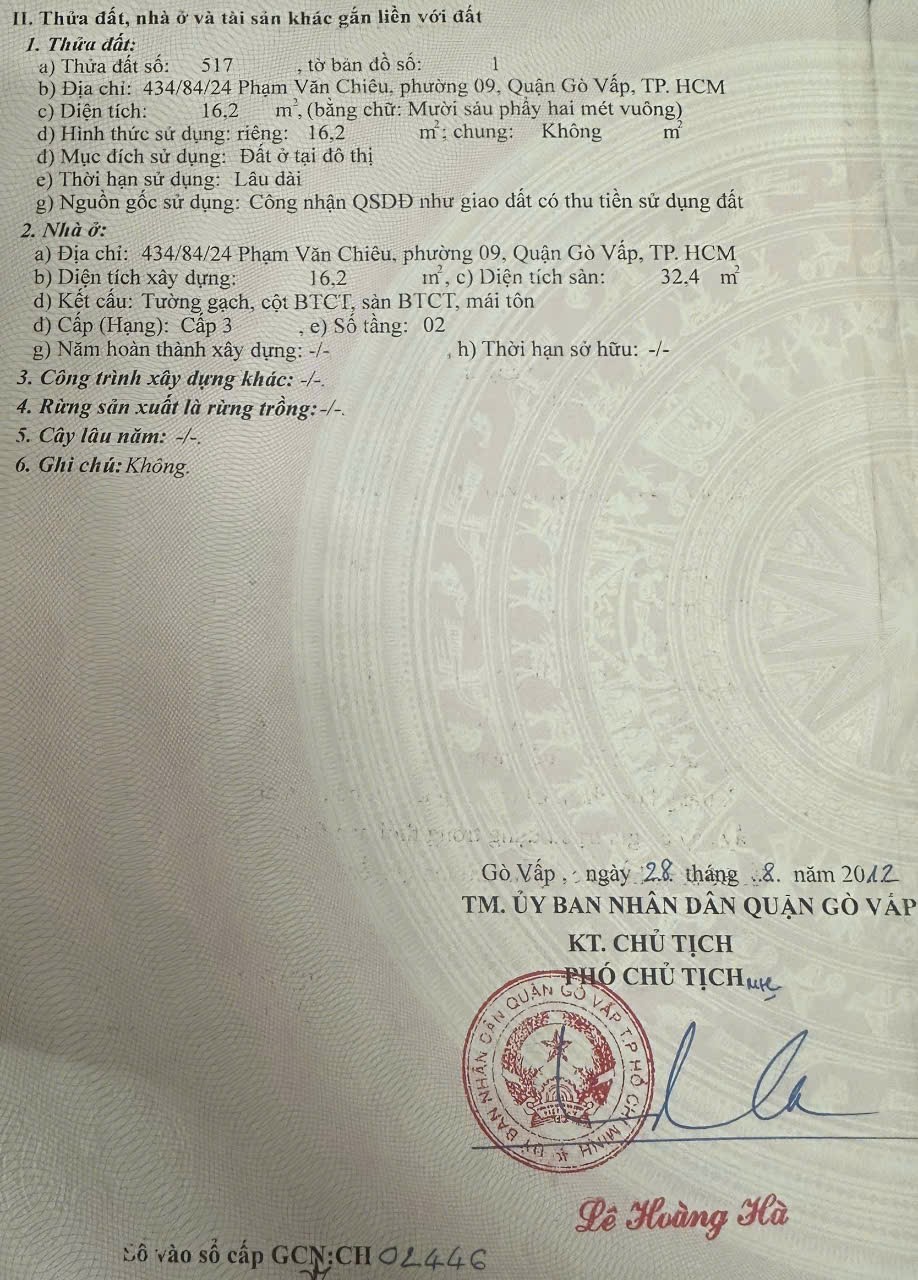 II. Thửa đất, nhà ở và tài sản khác gắn liền với đất
1. Thửa đất:
a) Thửa đất số: 517 , tờ bản đồ số: 1
b) Địa chỉ: 434/84/24 Phạm Văn Chiêu, phường 09, Quận Gò Vấp, TP. HCM
c) Diện tích: 16,2 m², (bằng chữ: Mười sáu phẩy hai mét vuông)
d) Hình thức sử dụng: riêng: 16,2 m²; chung: Không m²
đ) Mục đích sử dụng: Đất ở tại đô thị
e) Thời hạn sử dụng: Lâu dài
g) Nguồn gốc sử dụng: Công nhận QSDĐ như giao đất có thu tiền sử dụng đất
2. Nhà ở:
a) Địa chỉ: 434/84/24 Phạm Văn Chiêu, phường 09, Quận Gò Vấp, TP. HCM
b) Diện tích xây dựng: 16,2 m², c) Diện tích sàn: 32,4 m²
d) Kết cấu: Tường gạch, cột BTCT, sàn BTCT, mái tôn
đ) Cấp (Hạng): Cấp 3 , e) Số tầng: 02
g) Năm hoàn thành xây dựng: -/- , h) Thời hạn sở hữu: -/-
3. Công trình xây dựng khác: -/-.
4. Rừng sản xuất là rừng trồng: -/-.
5. Cây lâu năm: -/-.
6. Ghi chú: Không.
Gò Vấp , ngày 28 tháng 8. năm 2012
TM. ỦY BAN NHÂN DÂN QUẬN GÒ VẤP
KT. CHỦ TỊCH
PHÓ CHỦ TỊCH
ỦY BAN NHÂN DÂN QUẬN GÒ VẤP T.P HỒ CHÍ MINH
Lê Hoàng Hà
Số vào sổ cấp GCN:CH 02446